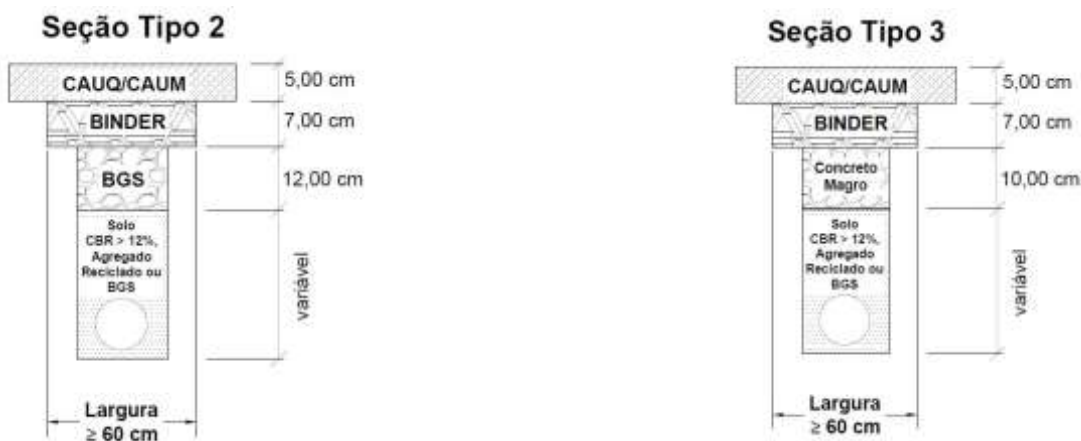 Seção Tipo 2
CAUQ/CAUM
5,00 cm
BINDER
7,00 cm
BGS
12,00 cm
Solo
CBR > 12%,
Agregado
Reciclado ou
BGS
variável
Largura
≥ 60 cm
Seção Tipo 3
CAUQ/CAUM
5,00 cm
BINDER
7,00 cm
Concreto
Magro
10,00 cm
Solo
CBR > 12%,
Agregado
Reciclado ou
BGS
variável
Largura
≥ 60 cm